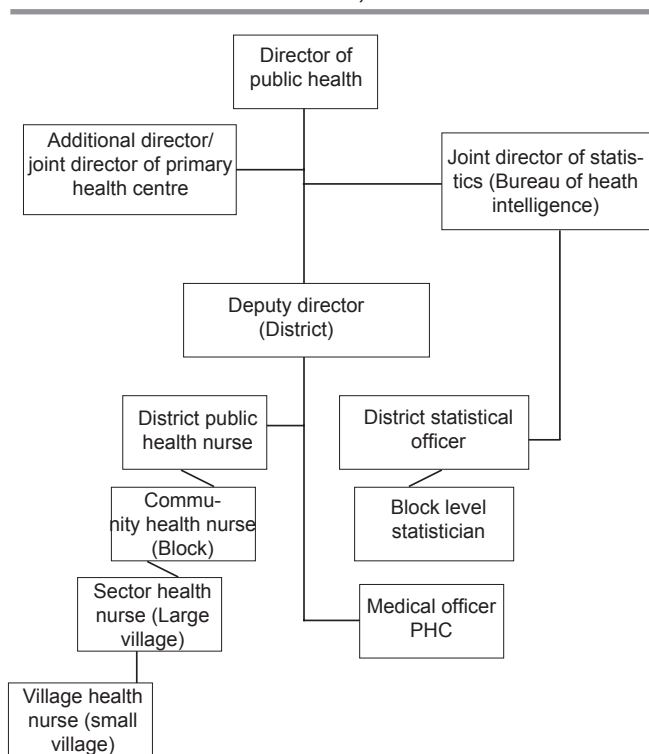 Director of
public health
Additional director/
joint director of primary
health centre
Joint director of statis-
tics (Bureau of heath
intelligence)
Deputy director
(District)
District public
health nurse
District statistical
officer
Commu-
nity health nurse
(Block)
Block level
statistician
Sector health
nurse (Large
village)
Medical officer
PHC
Village health
nurse (small
village)